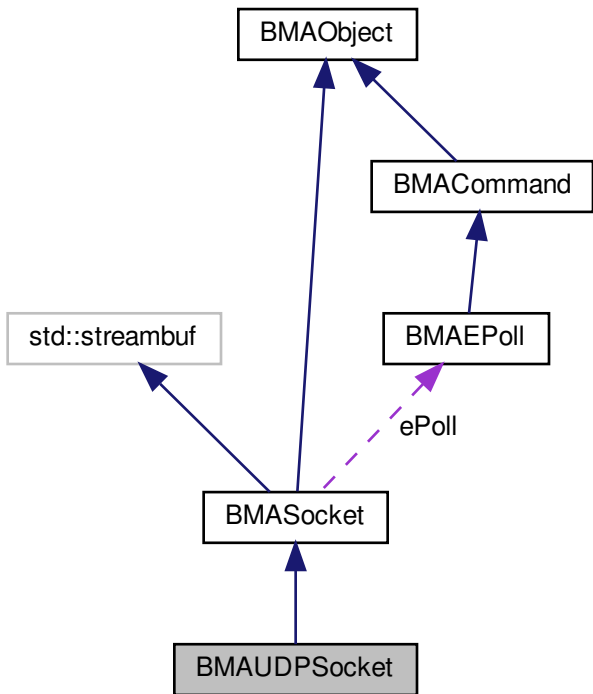 BMAObject
BMACommand
std::streambuf
BMAEPoll
ePoll
BMASocket
BMAUDPSocket